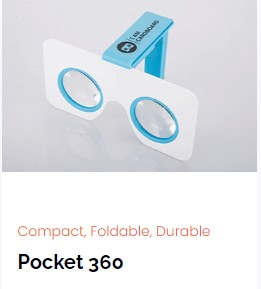 I AM
CARDBOARD
Compact, Foldable, Durable
Pocket 360